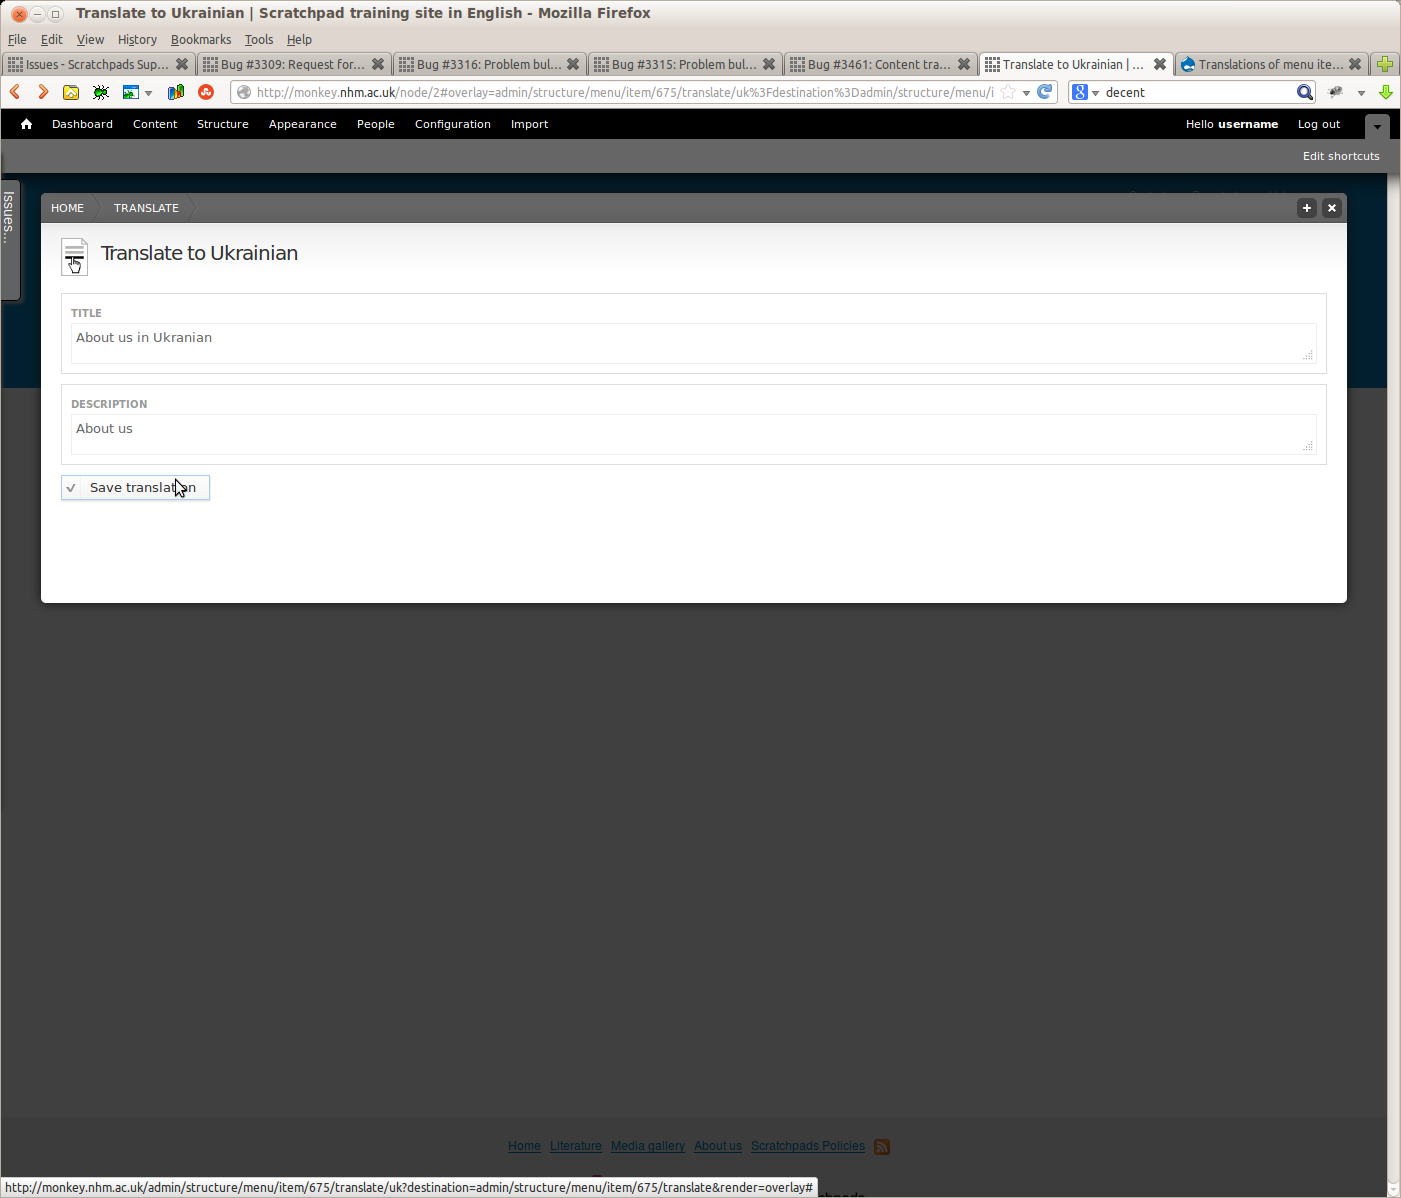 Translate to Ukrainian | Scratchpad training site in English - Mozilla Firefox
File Edit View History Bookmarks Tools Help
Issues - Scratchpads Sup... Bug #3309: Request for... Bug #3316: Problem bul... Bug #3315: Problem bul... Bug #3461: Content tra... Translate to Ukrainian | ... Translations of menu ite...
http://monkey.nhm.ac.uk/node/2#overlay=admin/structure/menu/item/675/translate/uk%3Fdestination%3Dadmin/structure/menu/i
8 decent
Dashboard Content Structure Appearance People Configuration Import Hello username Log out
Edit shortcuts
Issues...
HOME TRANSLATE
Translate to Ukrainian
TITLE
About us in Ukranian
DESCRIPTION
About us
Save translation
Home Literature Media gallery About us Scratchpads Policies
http://monkey.nhm.ac.uk/admin/structure/menu/item/675/translate/uk?destination=admin/structure/menu/item/675/translate&render=overlay#